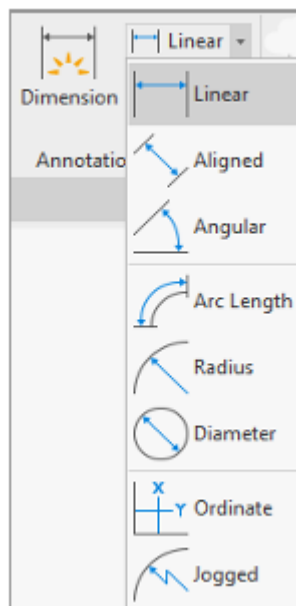 Linear
Dimension
Linear
Annotatio
Aligned
Angular
Arc Length
Radius
Diameter
X
Y
Ordinate
Jogged